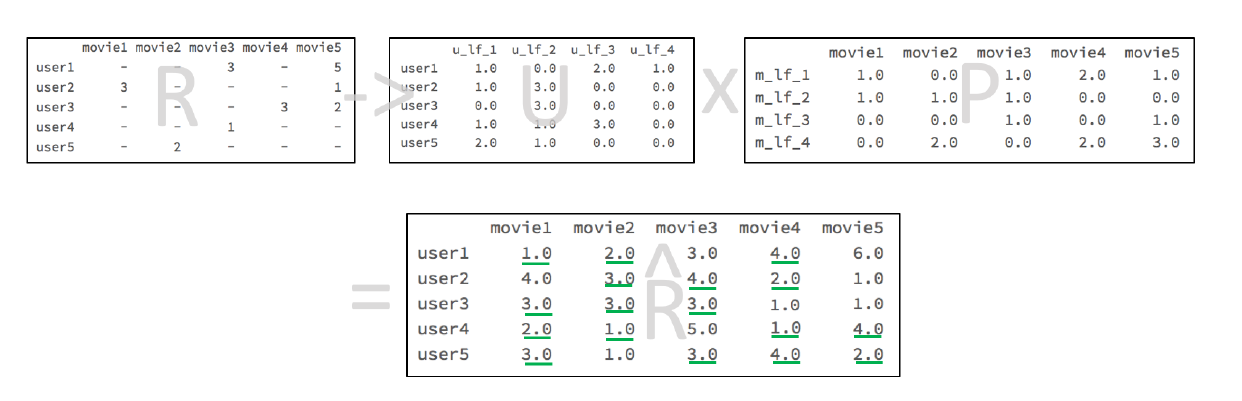 movie1 movie2 movie3 movie4 movie5
user1 - - 3 - 5
user2 3 - - - 1
user3 - - - 3 2
user4 - - 1 - -
user5 - 2 - - -
R
->
u_lf_1 u_lf_2 u_lf_3 u_lf_4
user1 1.0 0.0 2.0 1.0
user2 1.0 3.0 0.0 0.0
user3 0.0 3.0 0.0 0.0
user4 1.0 1.0 3.0 0.0
user5 2.0 1.0 0.0 0.0
U
x
movie1 movie2 movie3 movie4 movie5
m_lf_1 1.0 0.0 1.0 2.0 1.0
m_lf_2 1.0 1.0 1.0 0.0 0.0
m_lf_3 0.0 0.0 1.0 0.0 1.0
m_lf_4 0.0 2.0 0.0 2.0 3.0
P
=
movie1 movie2 movie3 movie4 movie5
user1 1.0 2.0 3.0 4.0 6.0
user2 4.0 3.0 4.0 2.0 1.0
user3 3.0 3.0 3.0 1.0 1.0
user4 2.0 1.0 5.0 1.0 4.0
user5 3.0 1.0 3.0 4.0 2.0
^
R